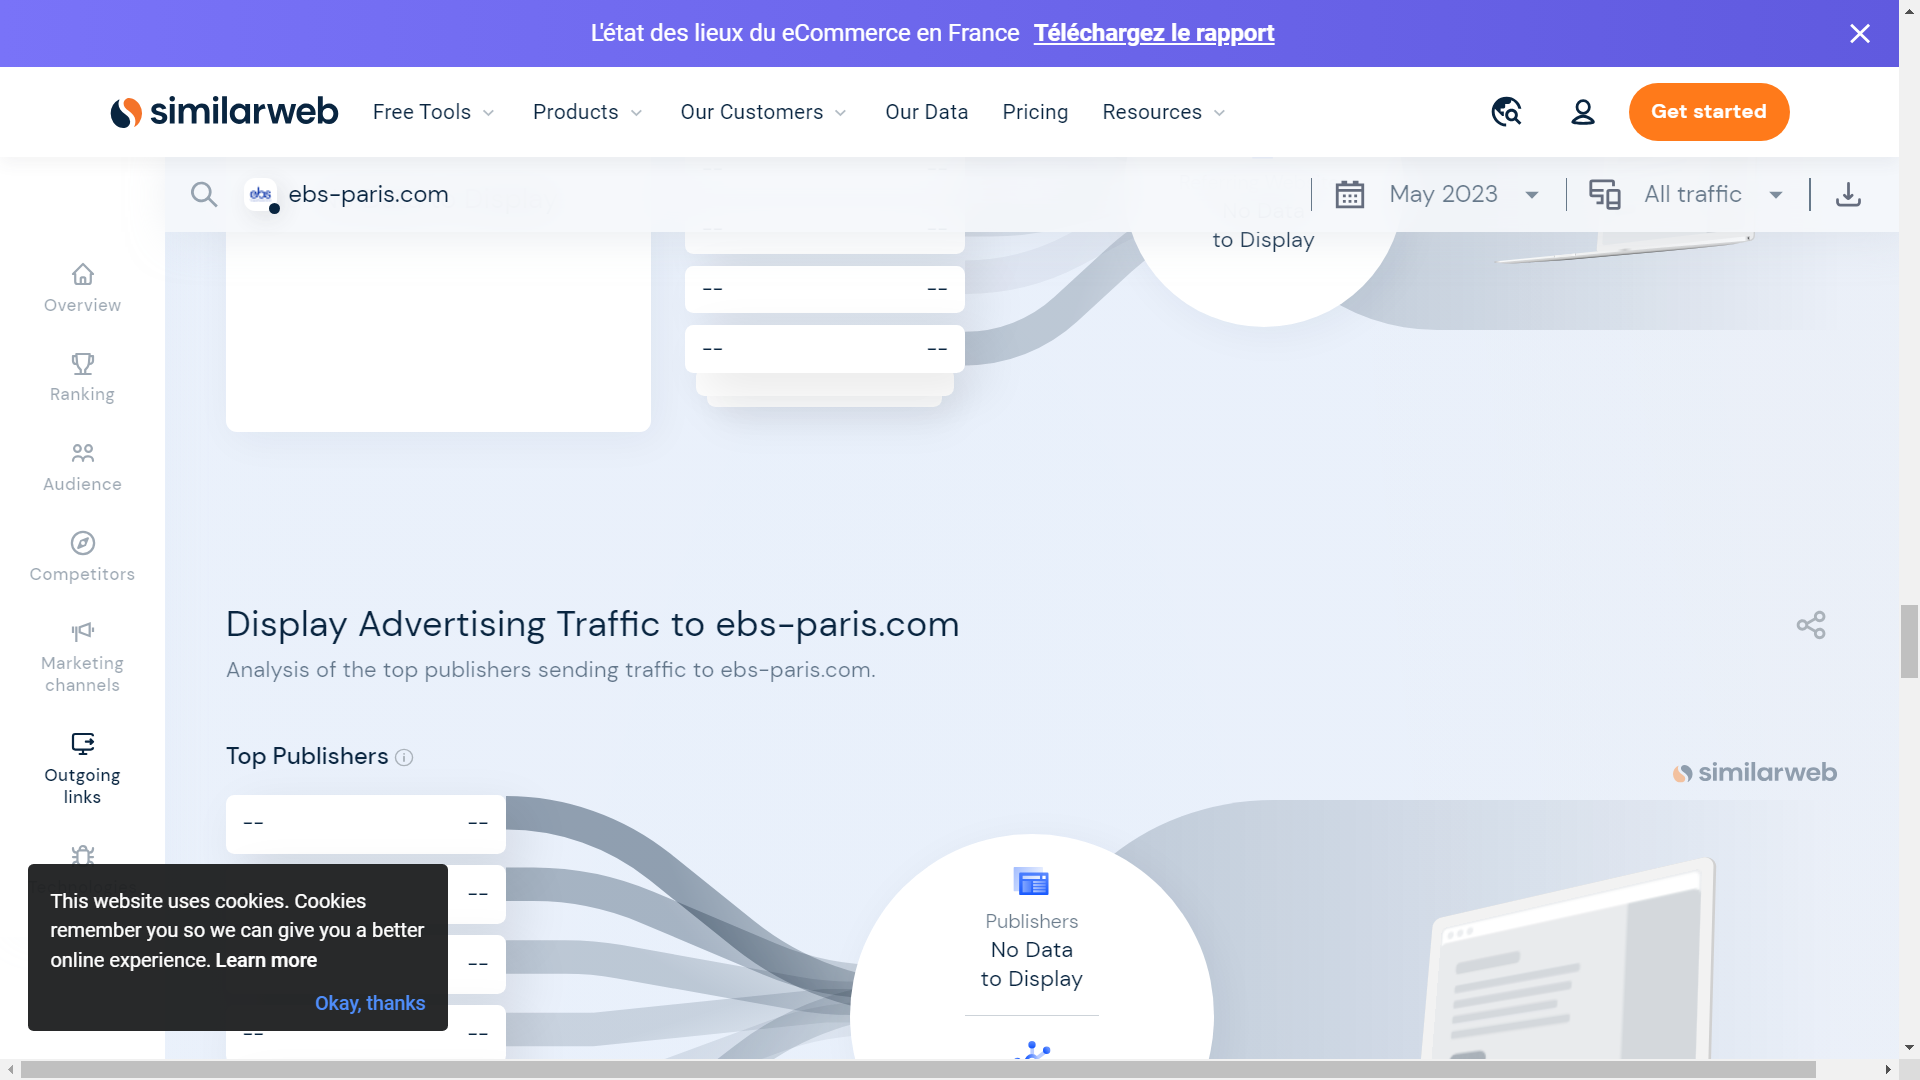 L'état des lieux du eCommerce en France Téléchargez le rapport
similarweb Free Tools Products Our Customers Our Data Pricing Resources Get started
ebs ebs-paris.com May 2023 All traffic
No Data
to Display
-- --
-- --
-- --
Overview
Ranking
Audience
Competitors
Marketing
channels
Outgoing
links
Display Advertising Traffic to ebs-paris.com
Analysis of the top publishers sending traffic to ebs-paris.com.
Top Publishers
similarweb
-- --
--
--
-- --
Publishers
No Data
to Display
This website uses cookies. Cookies
remember you so we can give you a better
online experience. Learn more
Okay, thanks